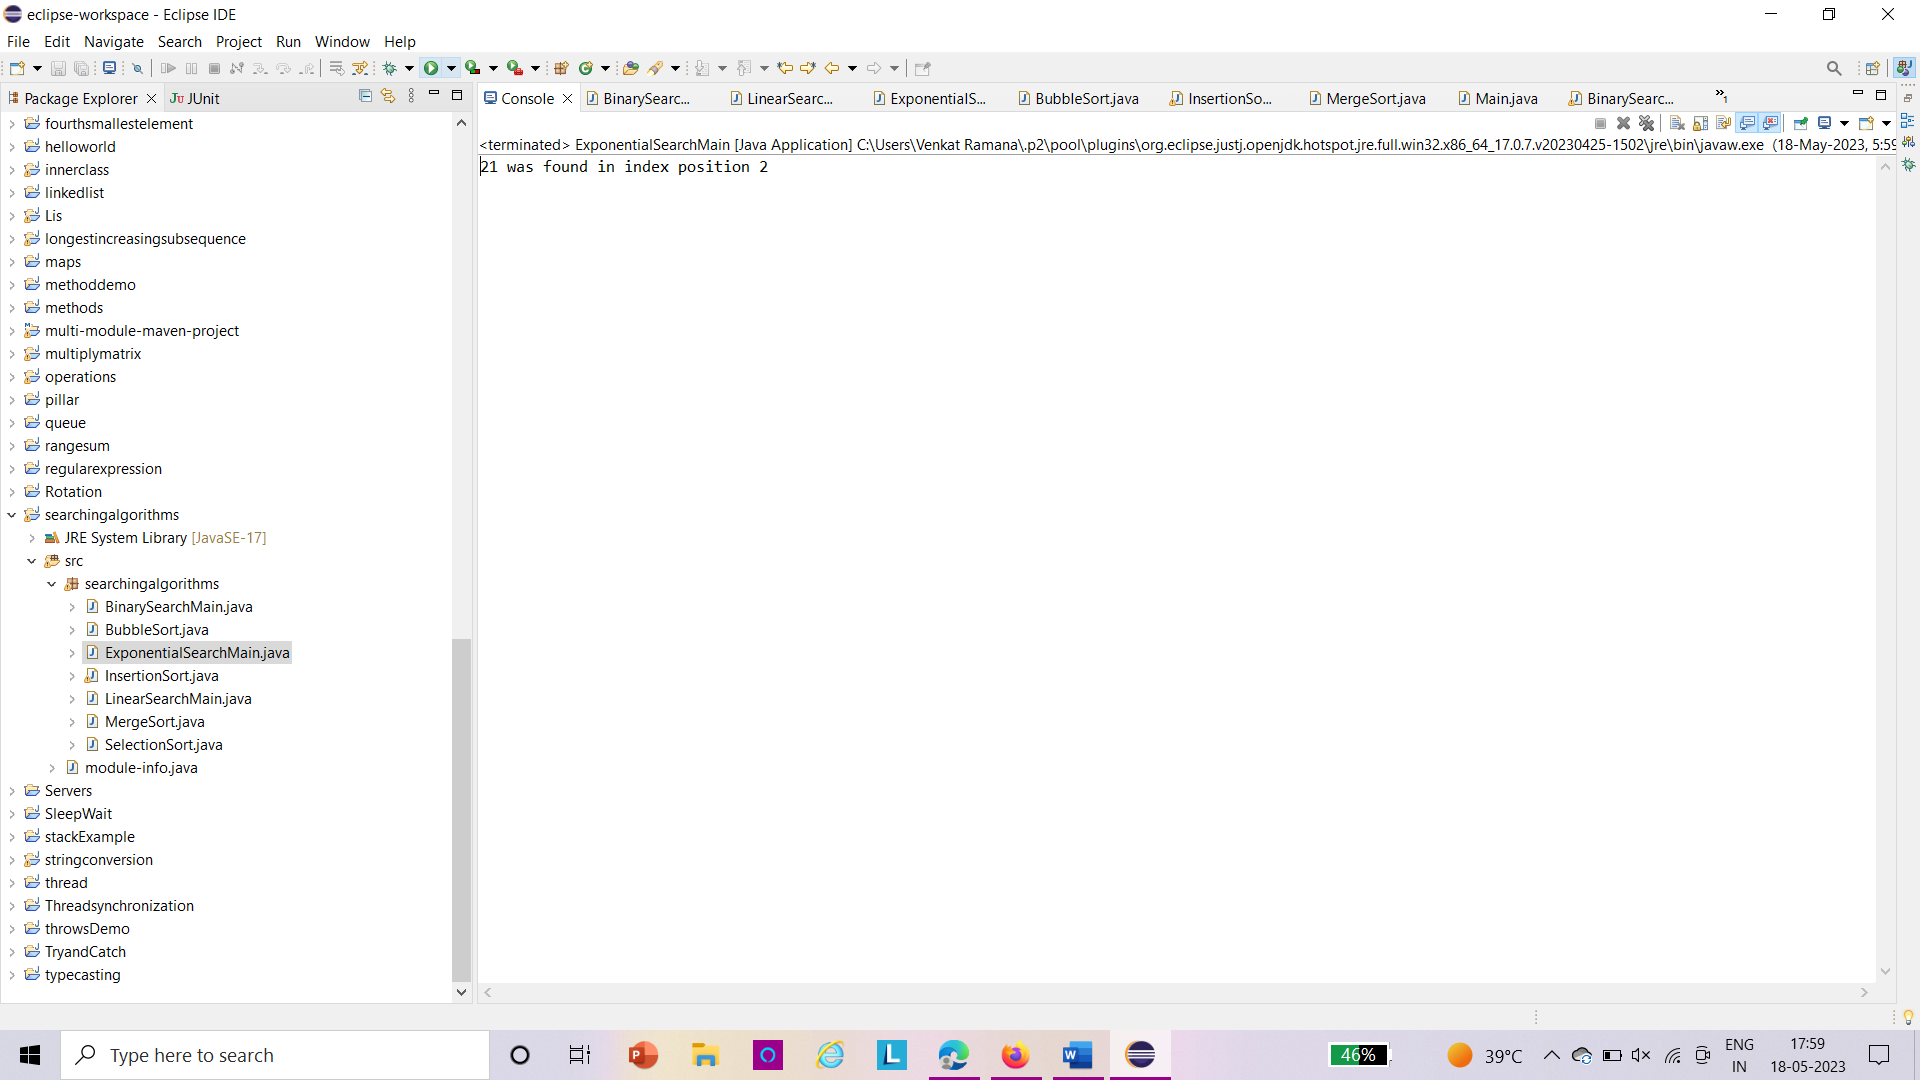 eclipse-workspace - Eclipse IDE
File Edit Navigate Search Project Run Window Help
Package Explorer
JUnit
Console
BinarySearc...
LinearSearc...
ExponentialS...
BubbleSort.java
InsertionSo...
MergeSort.java
Main.java
BinarySearc...
»1
<terminated> ExponentialSearchMain [Java Application] C:\Users\Venkat Ramana\.p2\pool\plugins\org.eclipse.justj.openjdk.hotspot.jre.full.win32.x86_64_17.0.7.v20230425-1502\jre\bin\javaw.exe (18-May-2023, 5:59
21 was found in index position 2
fourthsmallestelement
helloworld
innerclass
linkedlist
Lis
longestincreasingsubsequence
maps
methoddemo
methods
multi-module-maven-project
multiplymatrix
operations
pillar
queue
rangesum
regularexpression
Rotation
searchingalgorithms
JRE System Library [JavaSE-17]
src
searchingalgorithms
BinarySearchMain.java
BubbleSort.java
ExponentialSearchMain.java
InsertionSort.java
LinearSearchMain.java
MergeSort.java
SelectionSort.java
module-info.java
Servers
SleepWait
stackExample
stringconversion
thread
Threadsynchronization
throwsDemo
TryandCatch
typecasting
Type here to search
46%
39°C
ENG
IN
17:59
18-05-2023